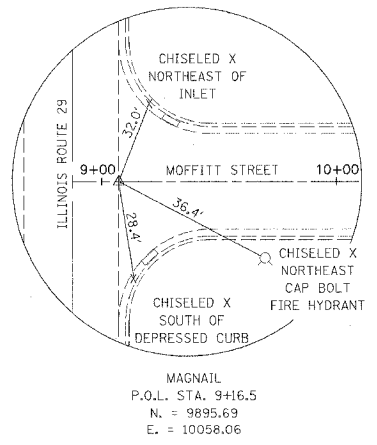 CHISELED X
NORTHEAST OF
INLET
ILLINOIS ROUTE 29
32.0'
9+00
MOFFITT STREET
10+00
36.4'
28.4'
CHISELED X
NORTHEAST
CAP BOLT
FIRE HYDRANT
CHISELED X
SOUTH OF
DEPRESSED CURB
MAGNAIL
P.O.L. STA. 9+16.5
N. = 9895.69
E. = 10058.06